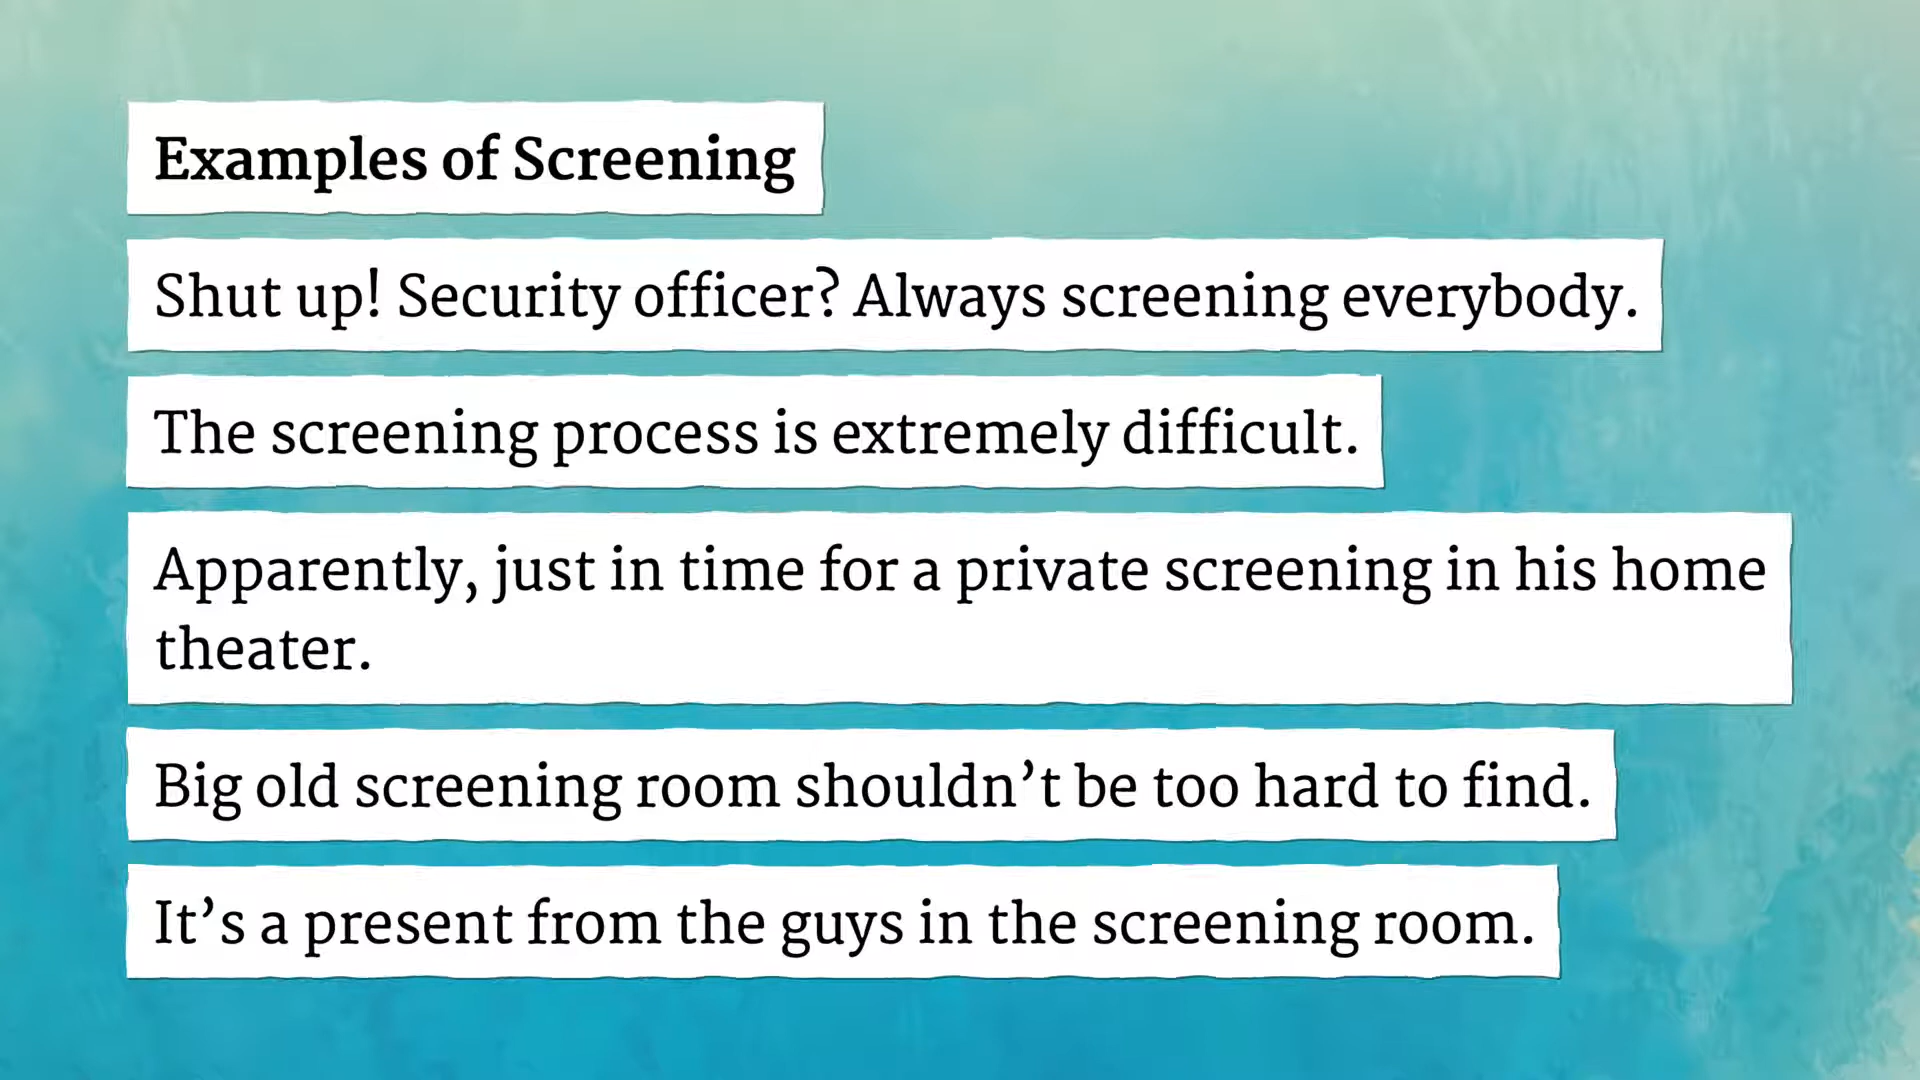 Examples of Screening
Shut up! Security officer? Always screening everybody.
The screening process is extremely difficult.
Apparently, just in time for a private screening in his home
theater.
Big old screening room shouldn’t be too hard to find.
It’s a present from the guys in the screening room.